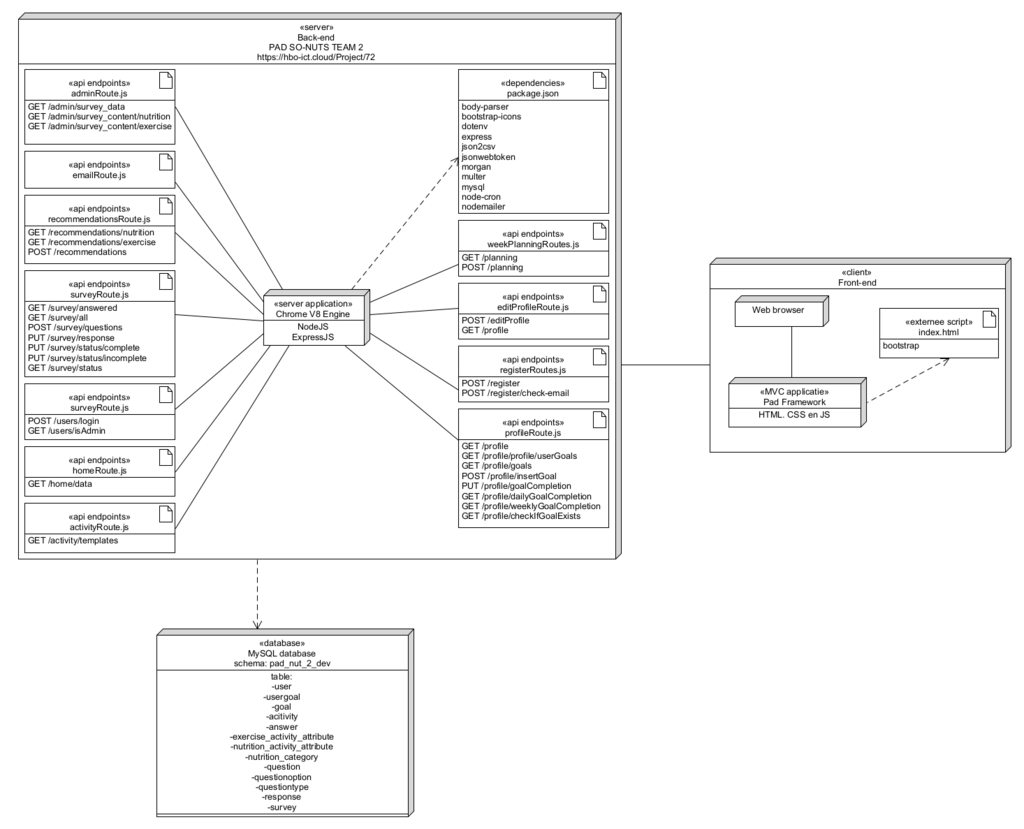 «server»
Back-end
PAD SO-NUTS TEAM 2
https://hbo-ict.cloud/Project/72
«api endpoints»
adminRoute.js
GET /admin/survey_data
GET /admin/survey_content/nutrition
GET /admin/survey_content/exercise
«api endpoints»
emailRoute.js
«api endpoints»
recommendationsRoute.js
GET /recommendations/nutrition
GET /recommendations/exercise
POST /recommendations
«api endpoints»
surveyRoute.js
GET /survey/answered
GET /survey/all
POST /survey/questions
PUT /survey/response
PUT /survey/status/complete
PUT /survey/status/incomplete
GET /survey/status
«api endpoints»
surveyRoute.js
POST /users/login
GET /users/isAdmin
«api endpoints»
homeRoute.js
GET /home/data
«api endpoints»
activityRoute.js
GET /activity/templates
«server application»
Chrome V8 Engine
NodeJS
ExpressJS
«dependencies»
package.json
body-parser
bootstrap-icons
dotenv
express
json2csv
jsonwebtoken
morgan
multer
mysql
node-cron
nodemailer
«api endpoints»
weekPlanningRoutes.js
GET /planning
POST /planning
«api endpoints»
editProfileRoute.js
POST /editProfile
GET /profile
«api endpoints»
registerRoutes.js
POST /register
POST /register/check-email
«api endpoints»
profileRoute.js
GET /profile
GET /profile/profile/userGoals
GET /profile/goals
POST /profile/insertGoal
PUT /profile/goalCompletion
GET /profile/dailyGoalCompletion
GET /profile/weeklyGoalCompletion
GET /profile/checkIfGoalExists
«client»
Front-end
Web browser
«externee script»
index.html
bootstrap
«MVC applicatie»
Pad Framework
HTML. CSS en JS
«database»
MySQL database
schema: pad_nut_2_dev
table:
-user
-usergoal
-goal
-acitivity
-answer
-exercise_activity_attribute
-nutrition_activity_attribute
-nutrition_category
-question
-questionoption
-questiontype
-response
-survey